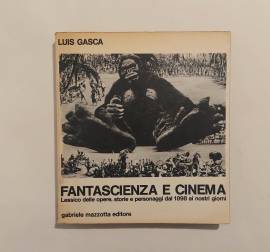 LUIS GASCA
FANTASCIENZA E CINEMA
Lessico delle opere, storie e personaggi dal 1898 ai nostri giorni
gabriele mazzotta editore